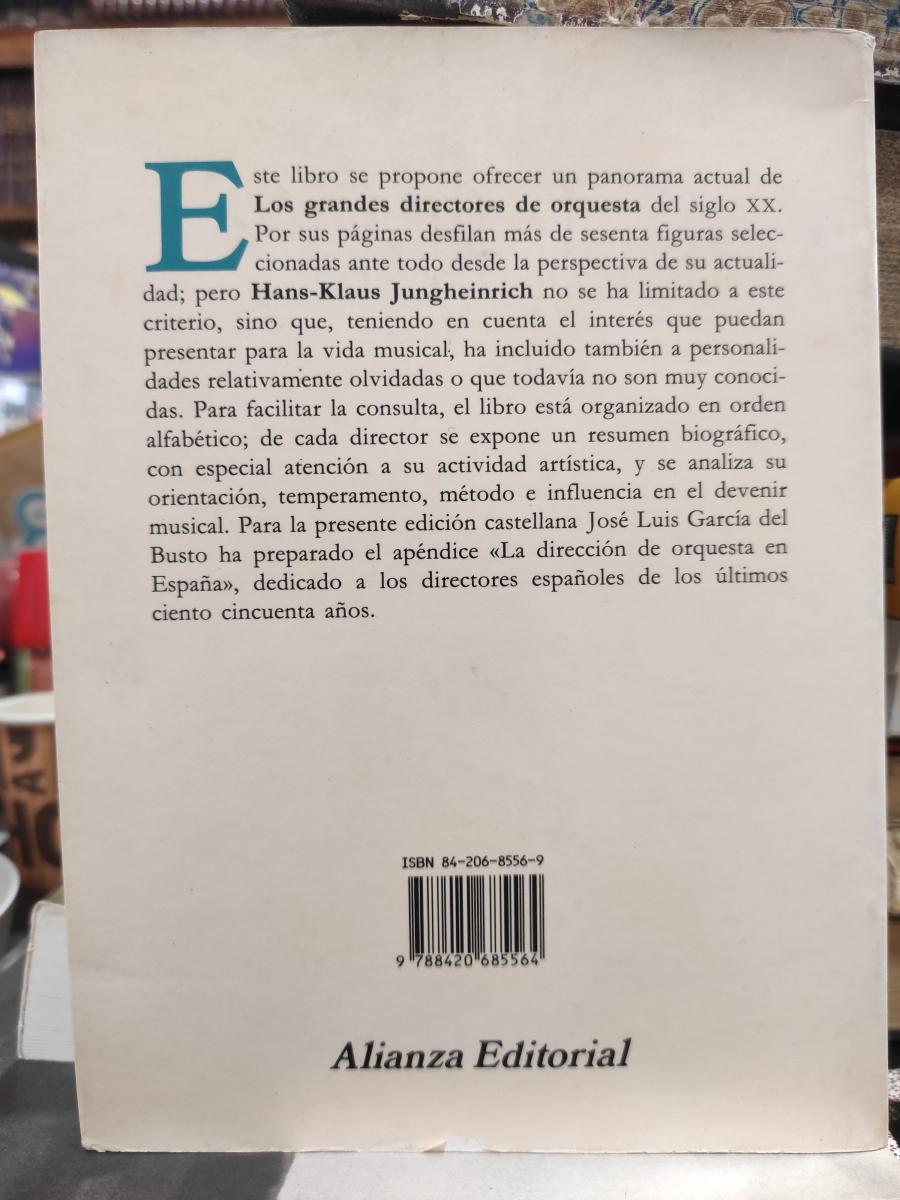 Este libro se propone ofrecer un panorama actual de
Los grandes directores de orquesta del siglo XX.
Por sus páginas desfilan más de sesenta figuras selec-
cionadas ante todo desde la perspectiva de su actuali-
dad; pero Hans-Klaus Jungheinrich no se ha limitado a este
criterio, sino que, teniendo en cuenta el interés que puedan
presentar para la vida musical, ha incluido también a personali-
dades relativamente olvidadas o que todavía no son muy conoci-
das. Para facilitar la consulta, el libro está organizado en orden
alfabético; de cada director se expone un resumen biográfico,
con especial atención a su actividad artística, y se analiza su
orientación, temperamento, método e influencia en el devenir
musical. Para la presente edición castellana José Luis García del
Busto ha preparado el apéndice «La dirección de orquesta en
España», dedicado a los directores españoles de los últimos
ciento cincuenta años.
ISBN 84-206-8556-9
9 788420 685564
Alianza Editorial